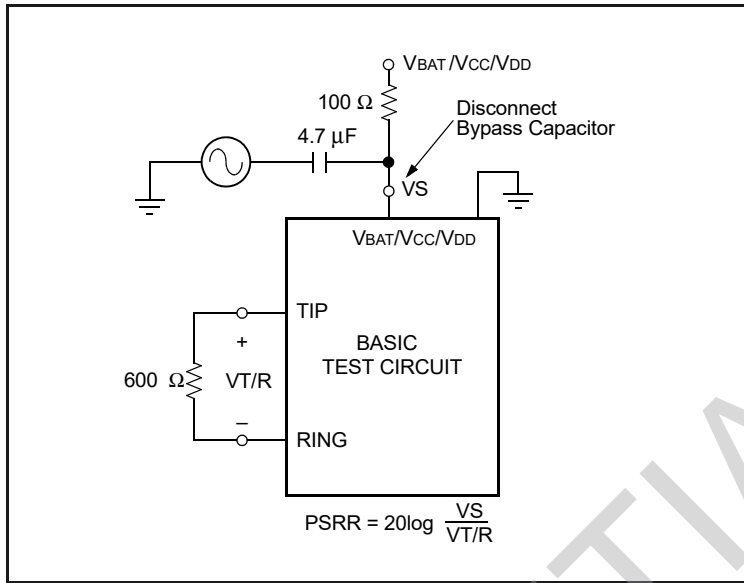 VBAT/VCC/VDD
100 Ω
Disconnect
Bypass Capacitor
4.7 μF
VS
VBAT/VCC/VDD
TIP
+
BASIC
TEST CIRCUIT
600 Ω
VT/R
–
RING
PSRR = 20log VS
VT/R